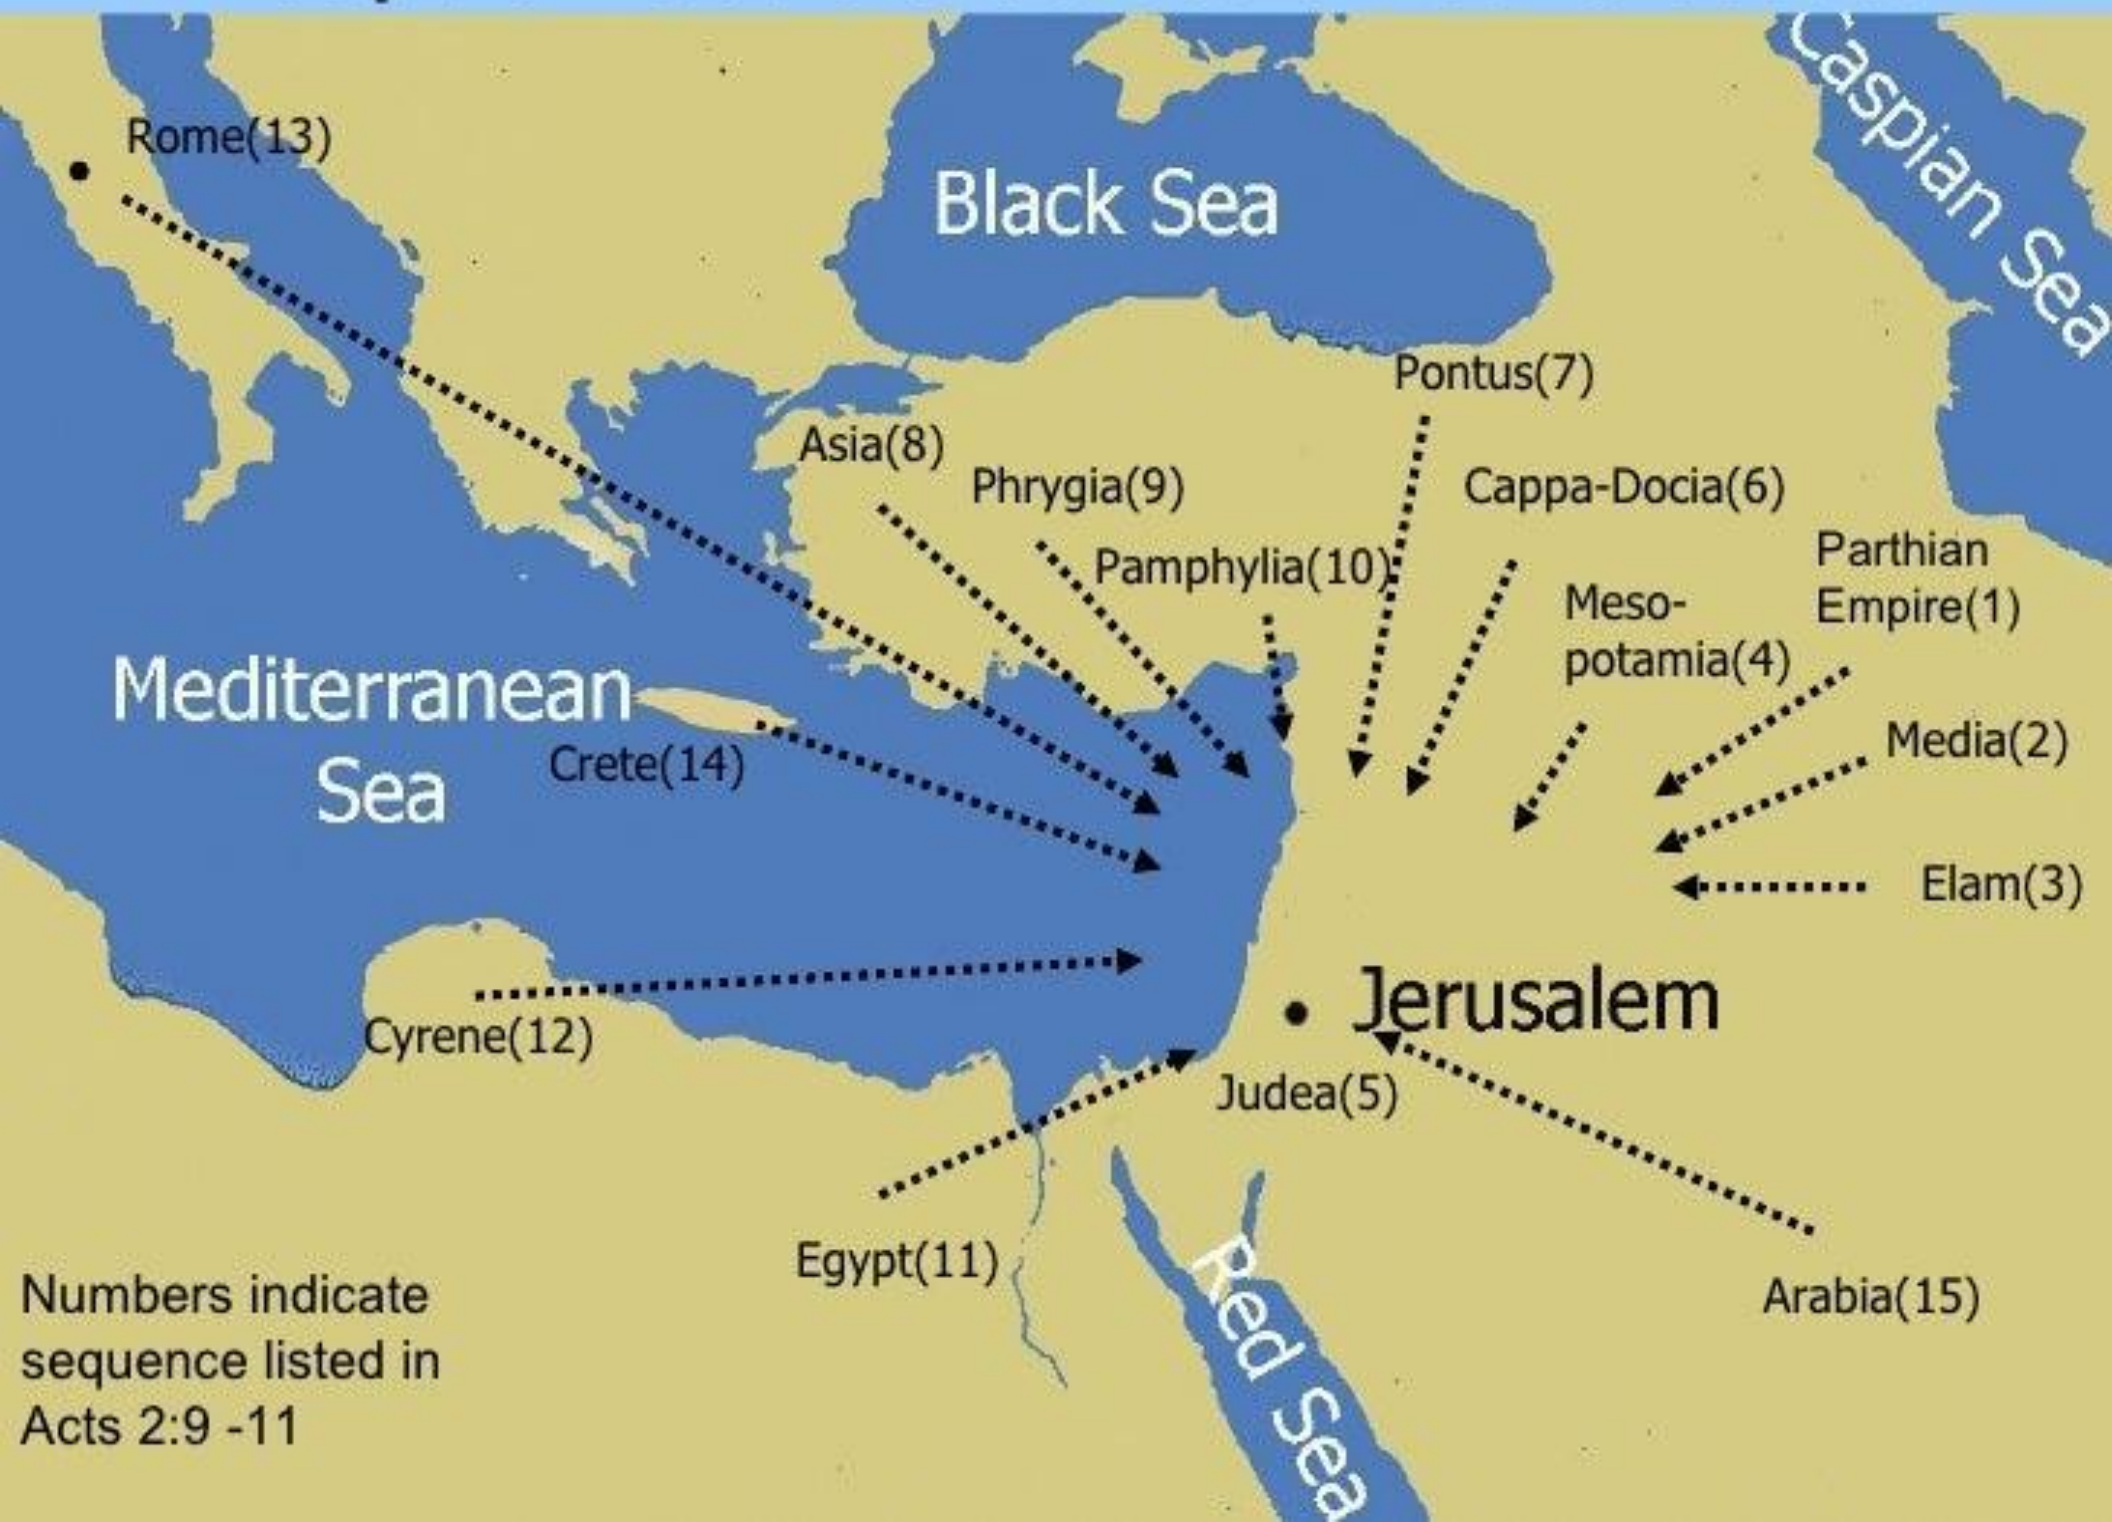 Caspian Sea
Rome(13)
Black Sea
Pontus(7)
Asia(8)
Phrygia(9)
Cappa-Docia(6)
Pamphylia(10)
Parthian
Empire(1)
Meso-
potamia(4)
Mediterranean
Sea
Crete(14)
Media(2)
Elam(3)
Jerusalem
Cyrene(12)
Judea(5)
Egypt(11)
Red Sea
Arabia(15)
Numbers indicate
sequence listed in
Acts 2:9 -11